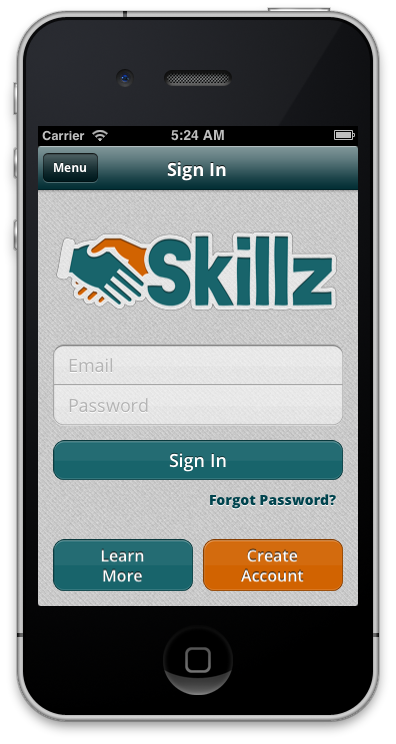 Carrier 5:24 AM
Menu Sign In
Skillz
Email
Password
Sign In
Forgot Password?
Learn
More
Create
Account